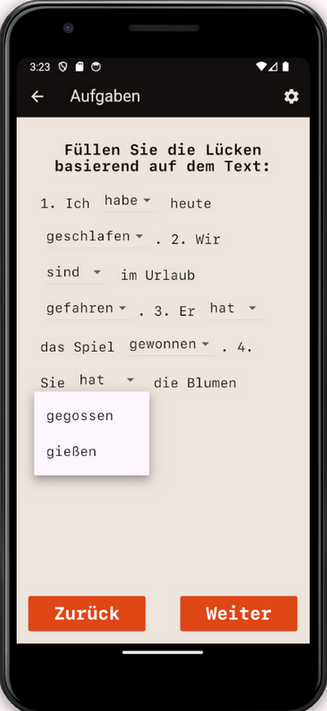 3:23
Aufgaben
Füllen Sie die Lücken
basierend auf dem Text:
1. Ich habe heute
geschlafen . 2. Wir
sind im Urlaub
gefahren . 3. Er hat
das Spiel gewonnen . 4.
Sie hat die Blumen
gegossen
gießen
Zurück Weiter